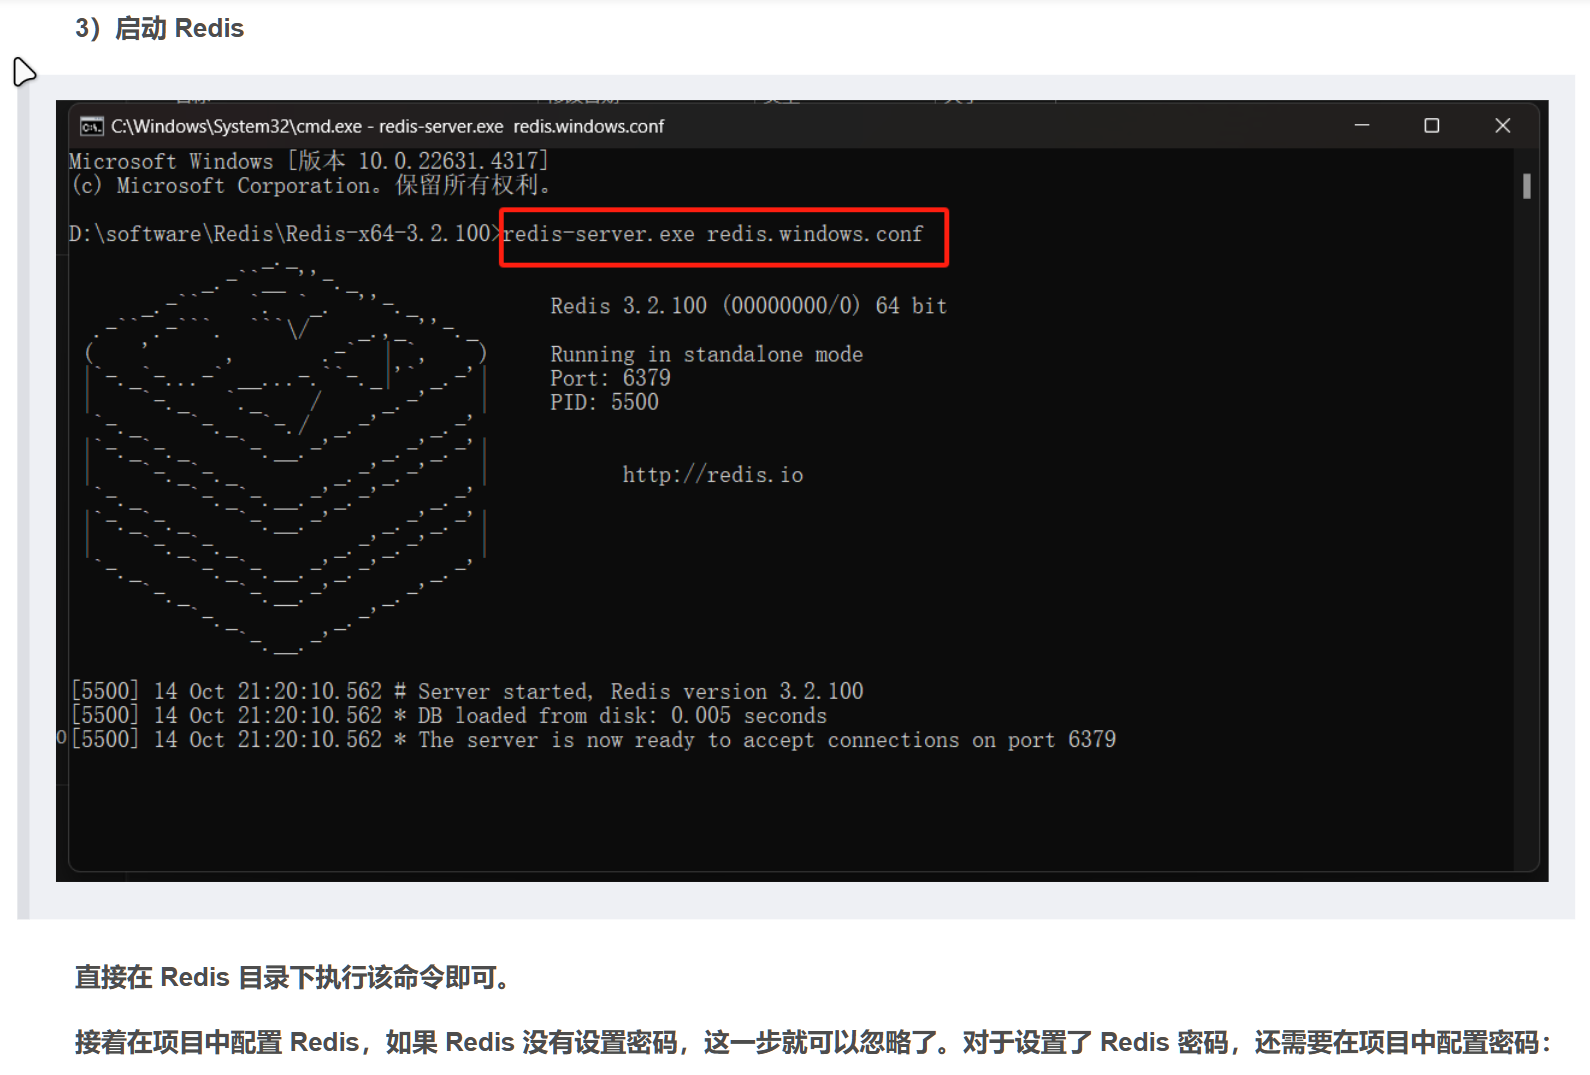 3）启动 Redis
C:\Windows\System32\cmd.exe - redis-server.exe redis.windows.conf
Microsoft Windows [版本 10.0.22631.4317]
(c) Microsoft Corporation。保留所有权利。
D:\software\Redis\Redis-x64-3.2.100>redis-server.exe redis.windows.conf
Redis 3.2.100 (00000000/0) 64 bit
Running in standalone mode
Port: 6379
PID: 5500
http://redis.io
[5500] 14 Oct 21:20:10.562 # Server started, Redis version 3.2.100
[5500] 14 Oct 21:20:10.562 * DB loaded from disk: 0.005 seconds
[5500] 14 Oct 21:20:10.562 * The server is now ready to accept connections on port 6379
直接在 Redis 目录下执行该命令即可。
接着在项目中配置 Redis，如果 Redis 没有设置密码，这一步就可以忽略了。对于设置了 Redis 密码，还需要在项目中配置密码：